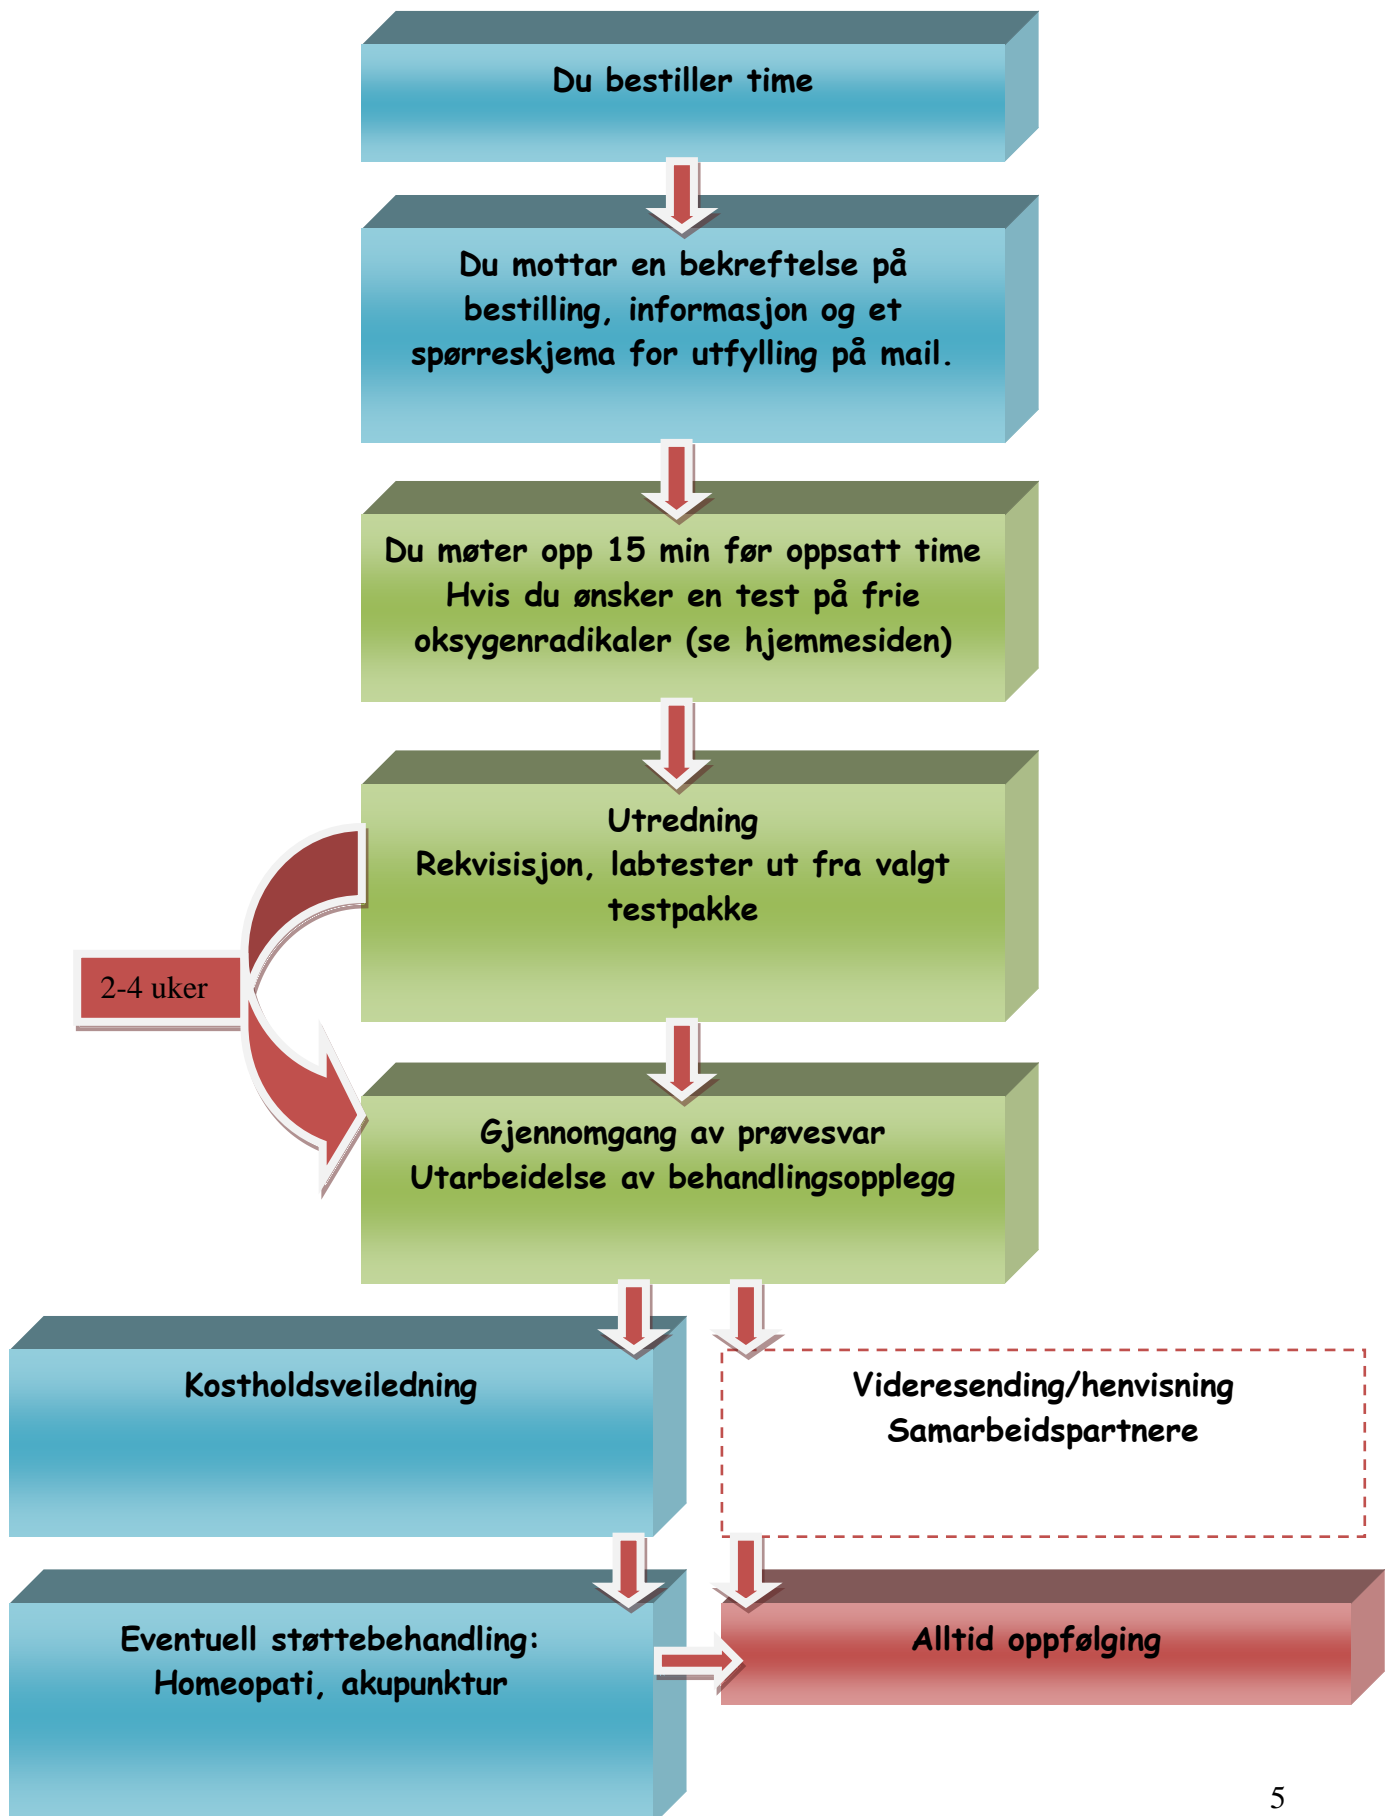 Du bestiller time
Du mottar en bekreftelse på
bestilling, informasjon og et
spørreskjema for utfylling på mail.
Du møter opp 15 min før oppsatt time
Hvis du ønsker en test på frie
oksygenradikaler (se hjemmesiden)
Utredning
Rekvisisjon, labtester ut fra valgt
testpakke
2-4 uker
Gjennomgang av prøvesvar
Utarbeidelse av behandlingsopplegg
Kostholdsveiledning
Videresending/henvisning
Samarbeidspartnere
Eventuell støttebehandling:
Homeopati, akupunktur
Alltid oppfølging
5